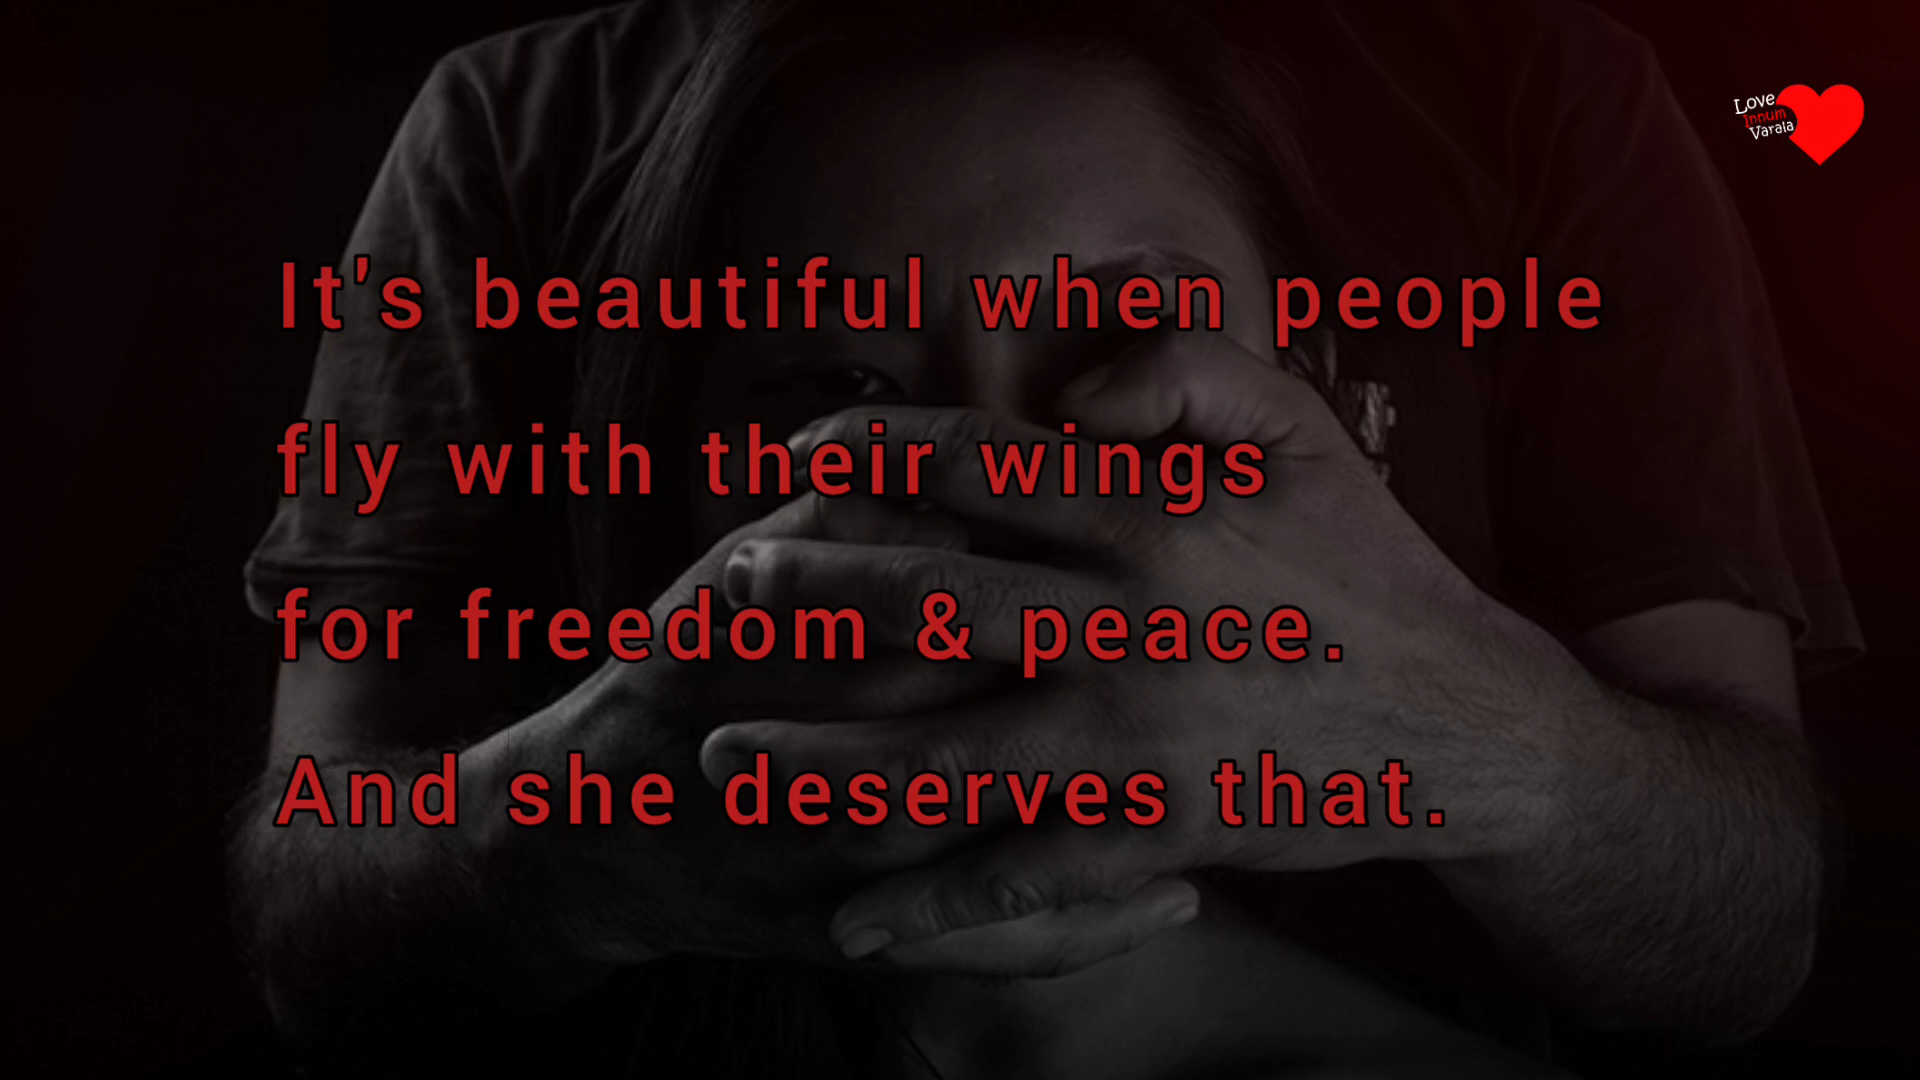 Love
Innum
Varala
It's beautiful when people
fly with their wings
for freedom & peace.
And she deserves that.